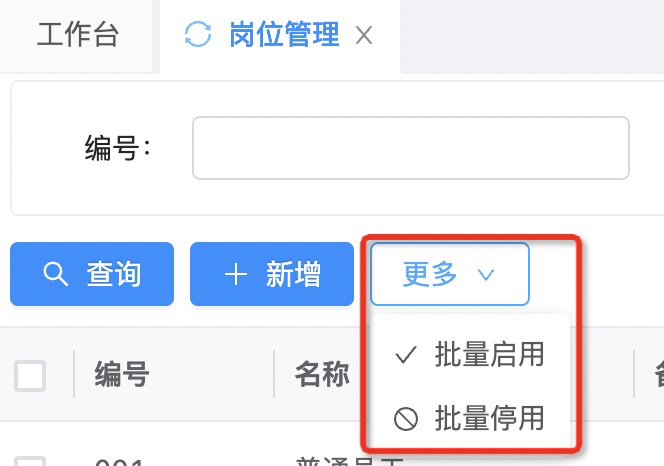 工作台 岗位管理
编号：
查询 新增 更多
批量启用
编号 名称
批量停用